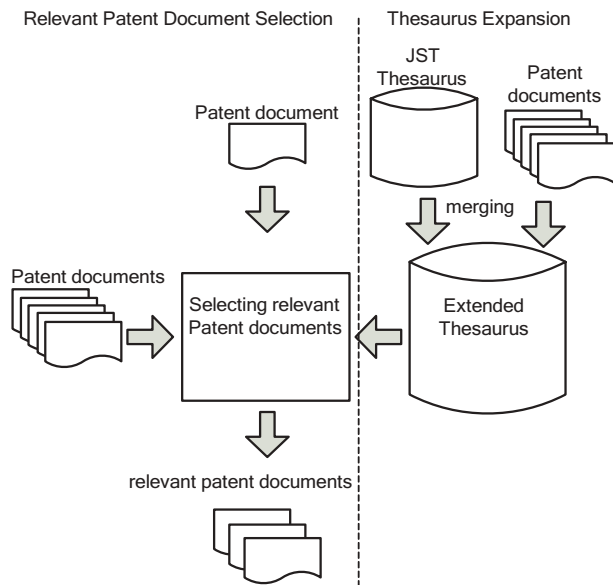 Relevant Patent Document Selection
Thesaurus Expansion
JST
Thesaurus
Patent
documents
Patent document
merging
Patent documents
Selecting relevant
Patent documents
Extended
Thesaurus
relevant patent documents